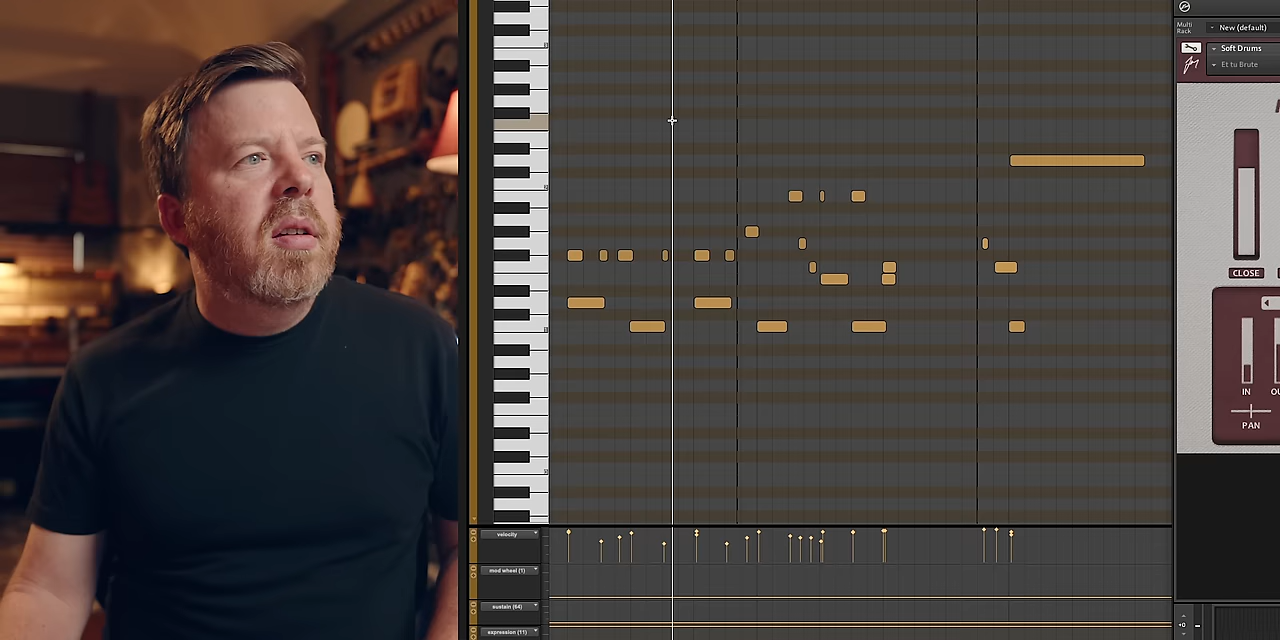 Multi
Rack
New (default)
Soft Drums
Et tu Brute
CLOSE
IN
PAN
velocity
mod wheel (1)
sustain (64)
expression (11)
+0